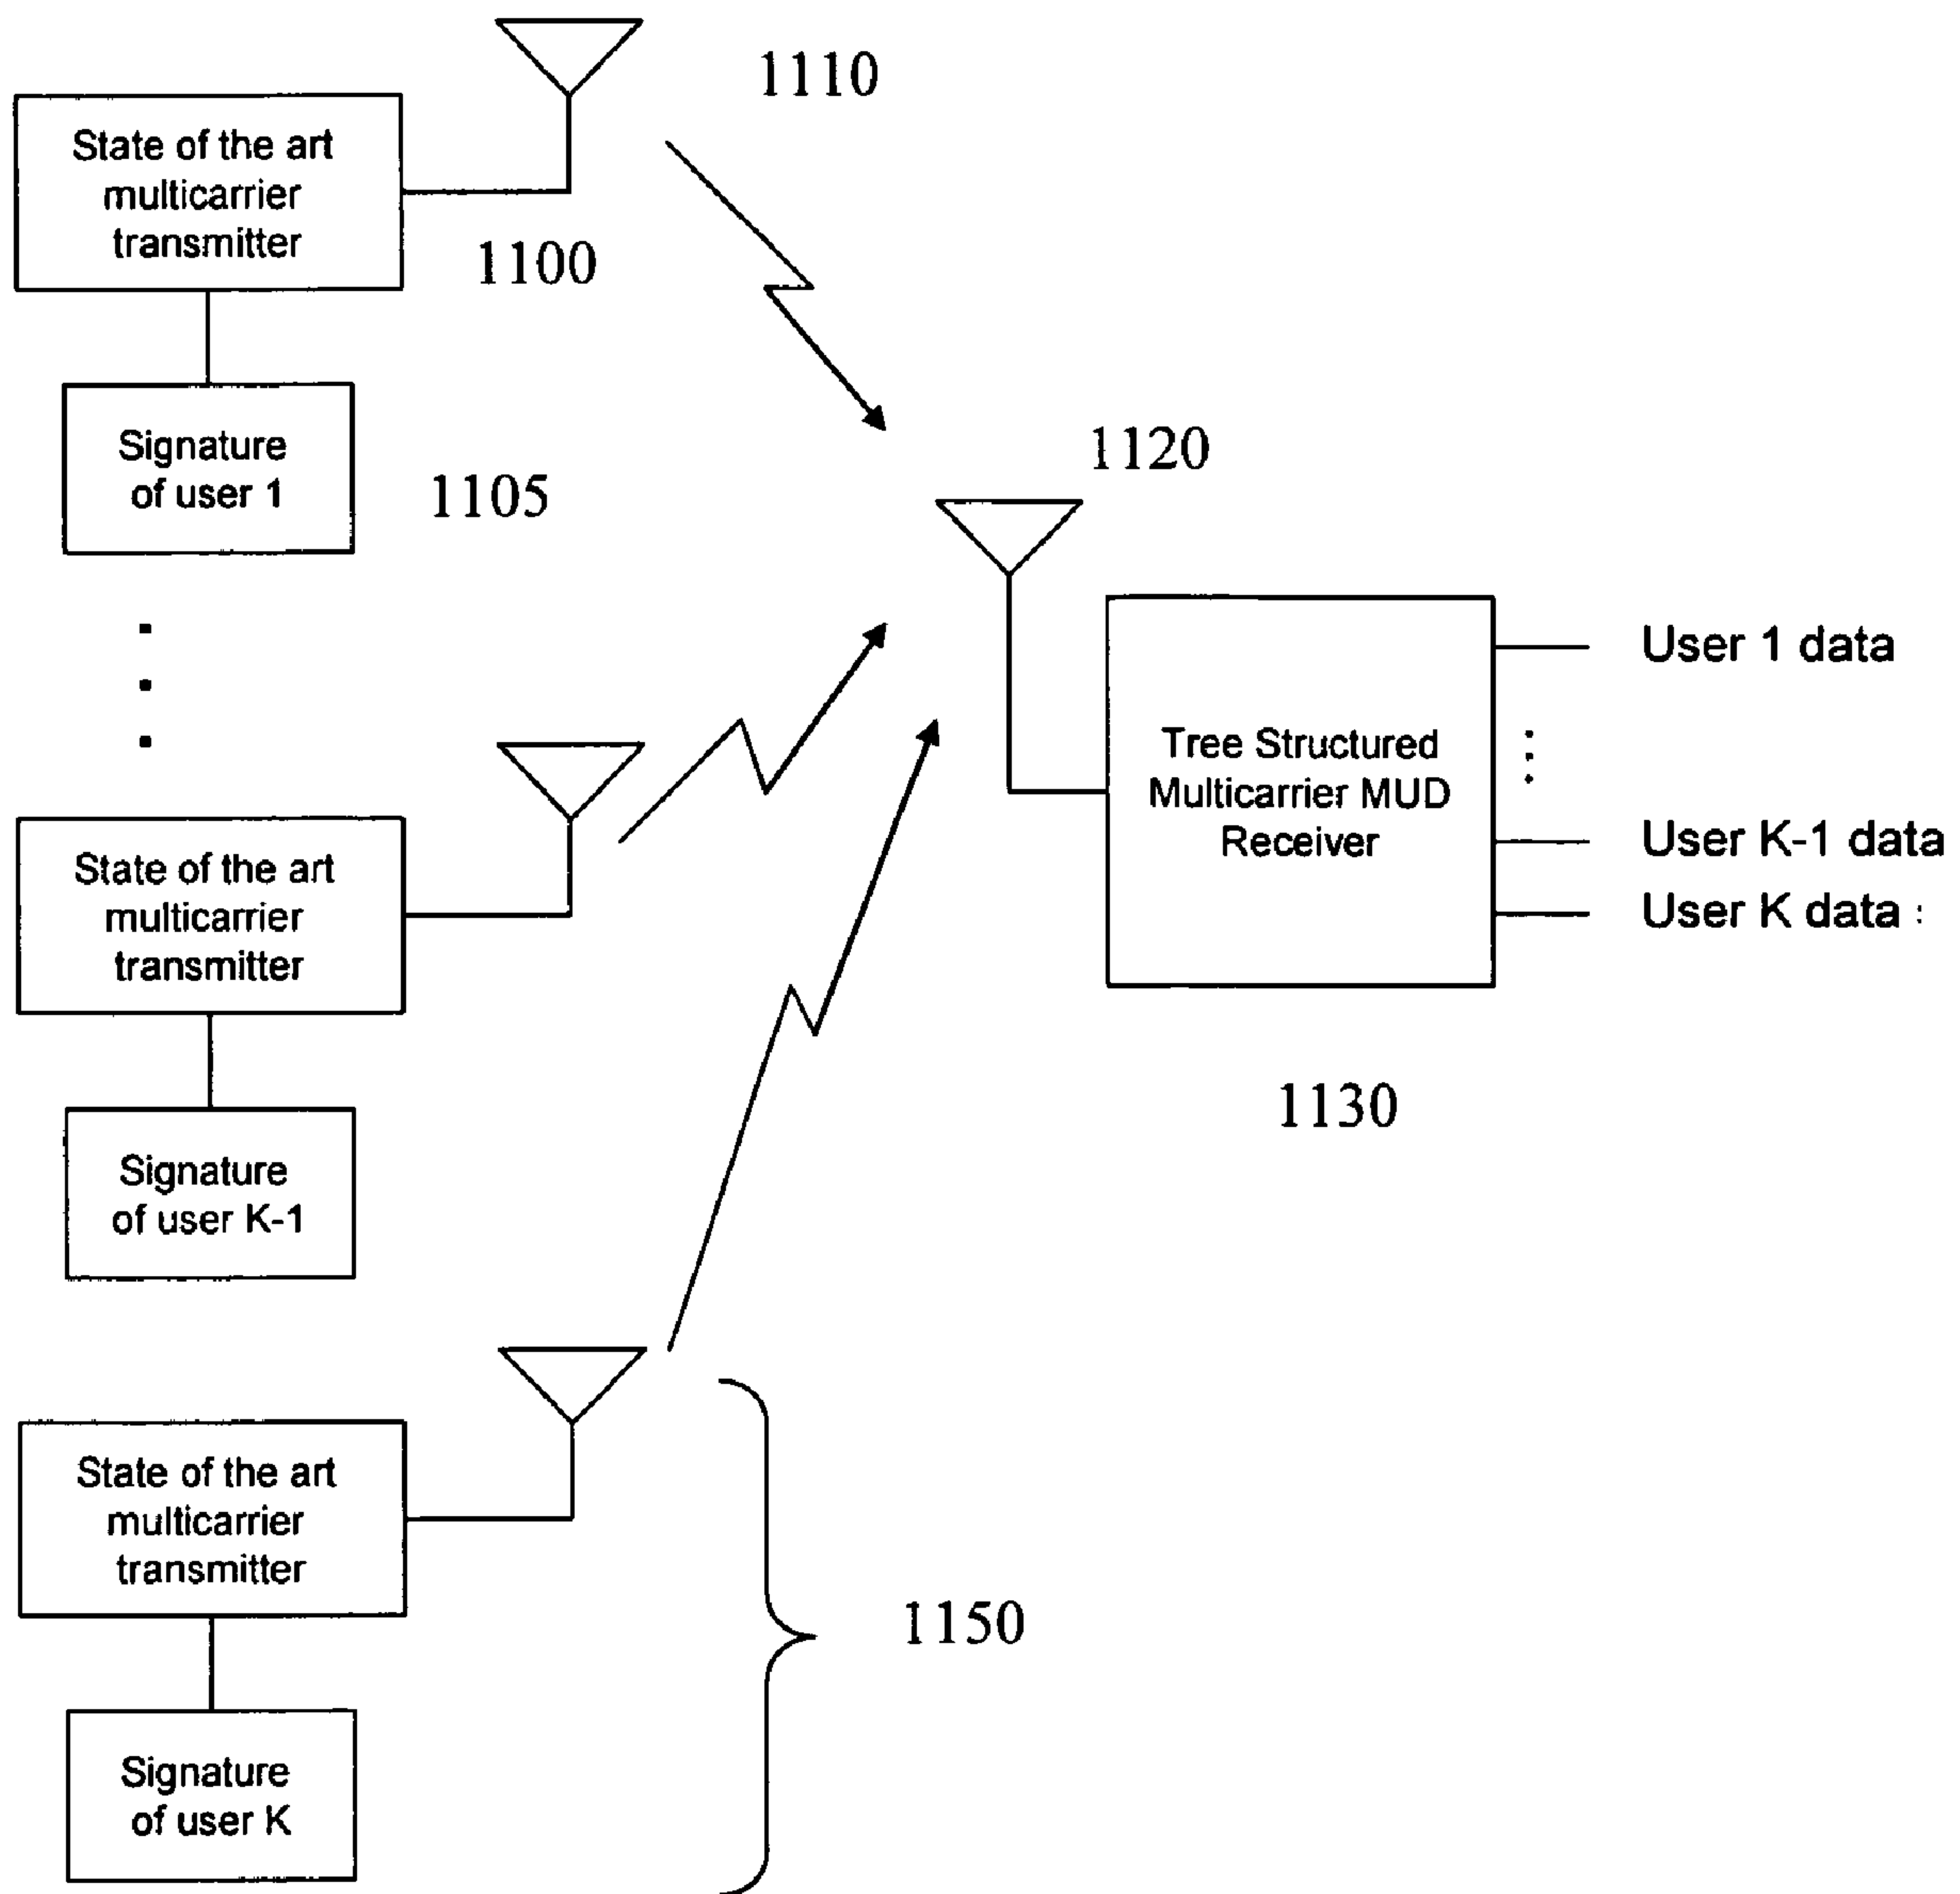 1110
State of the art
multicarrier
transmitter
1100
Signature
of user 1
1105
1120
User 1 data
Tree Structured
Multicarrier MUD
Receiver
User K-1 data
User K data :
1130
State of the art
multicarrier
transmitter
Signature
of user K-1
State of the art
multicarrier
transmitter
1150
Signature
of user K